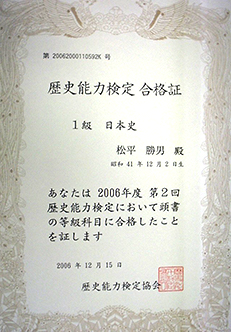 第 20062000110592K 号
歴史能力検定 合格証
1級 日本史
松平 勝男 殿
昭和 41年 12月 2日生
あなたは 2006年度 第2回
歴史能力検定において頭書
の等級科目に合格したこと
を証します
2006 年 12 月 15 日
歴史能力検定協会